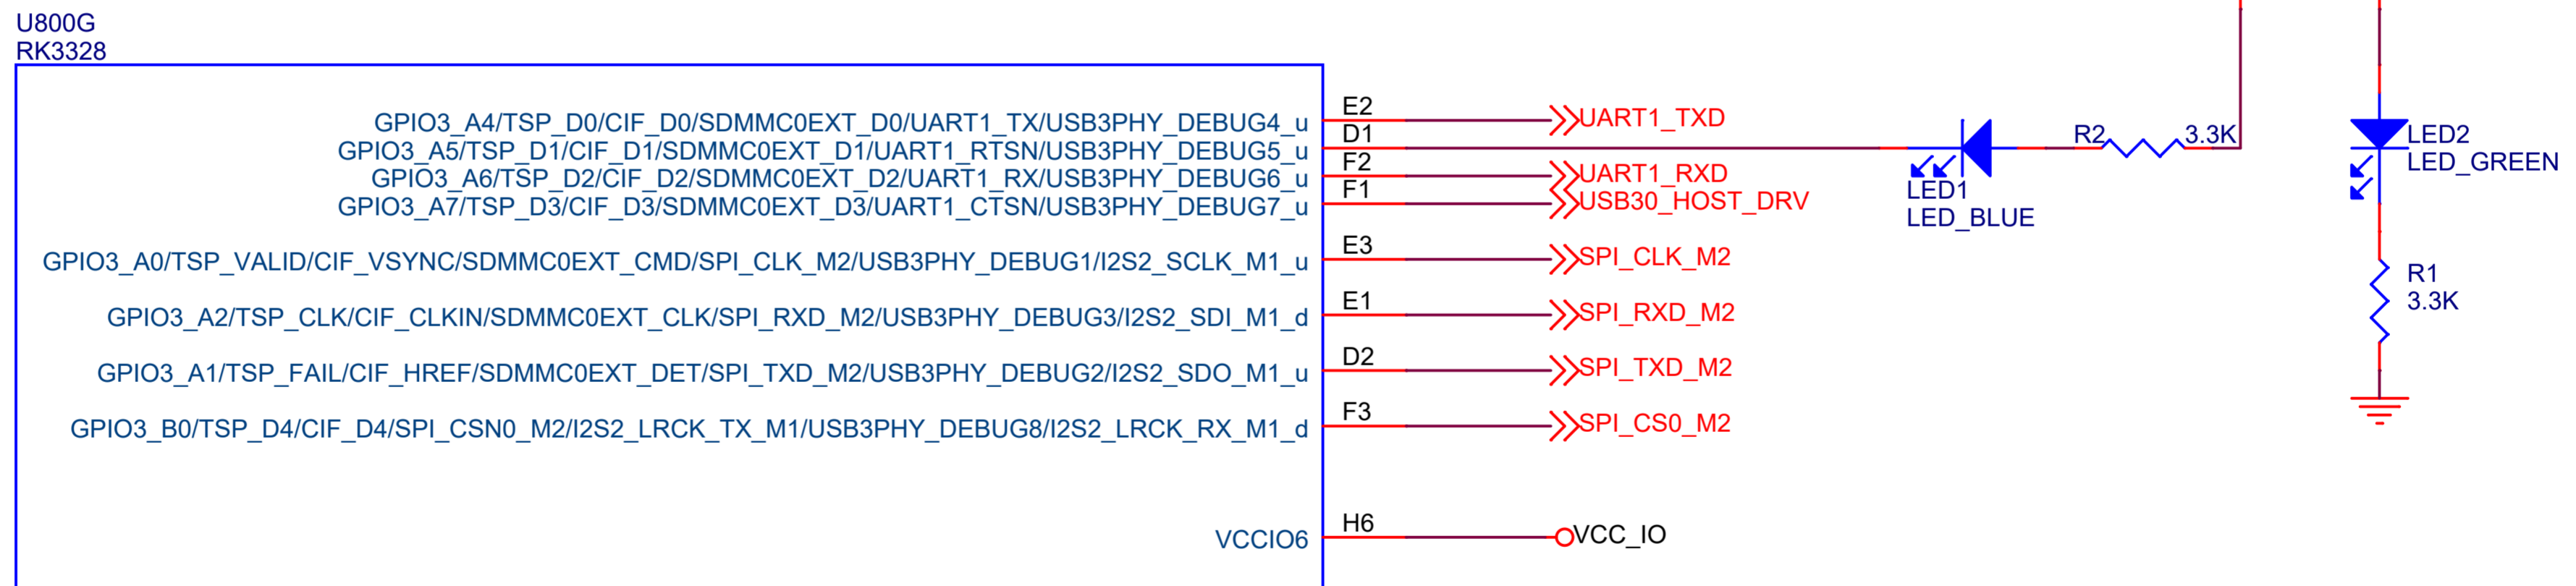 U800G
RK3328
GPIO3_A4/TSP_D0/CIF_D0/SDMMC0EXT_D0/UART1_TX/USB3PHY_DEBUG4_u E2 UART1_TXD
GPIO3_A5/TSP_D1/CIF_D1/SDMMC0EXT_D1/UART1_RTSN/USB3PHY_DEBUG5_u D1
GPIO3_A6/TSP_D2/CIF_D2/SDMMC0EXT_D2/UART1_RX/USB3PHY_DEBUG6_u F2 UART1_RXD
GPIO3_A7/TSP_D3/CIF_D3/SDMMC0EXT_D3/UART1_CTSN/USB3PHY_DEBUG7_u F1 USB30_HOST_DRV
GPIO3_A0/TSP_VALID/CIF_VSYNC/SDMMC0EXT_CMD/SPI_CLK_M2/USB3PHY_DEBUG1/I2S2_SCLK_M1_u E3 SPI_CLK_M2
GPIO3_A2/TSP_CLK/CIF_CLKIN/SDMMC0EXT_CLK/SPI_RXD_M2/USB3PHY_DEBUG3/I2S2_SDI_M1_d E1 SPI_RXD_M2
GPIO3_A1/TSP_FAIL/CIF_HREF/SDMMC0EXT_DET/SPI_TXD_M2/USB3PHY_DEBUG2/I2S2_SDO_M1_u D2 SPI_TXD_M2
GPIO3_B0/TSP_D4/CIF_D4/SPI_CSN0_M2/I2S2_LRCK_TX_M1/USB3PHY_DEBUG8/I2S2_LRCK_RX_M1_d F3 SPI_CS0_M2
VCCIO6 H6 VCC_IO
LED1
LED_BLUE
R2 3.3K
LED2
LED_GREEN
R1
3.3K